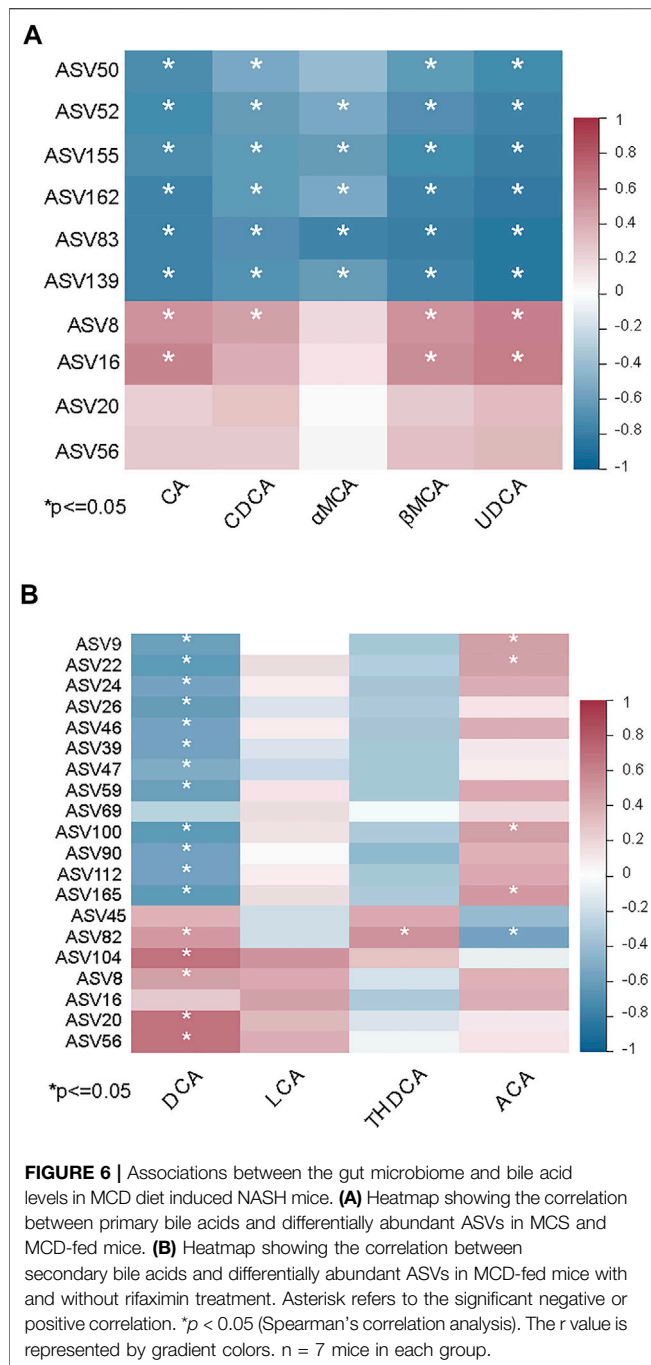 A
ASV50
ASV52
ASV155
ASV162
ASV83
ASV139
ASV8
ASV16
ASV20
ASV56
* * * *
* * * * *
* * * * *
* * * * *
* * * * *
* * * * *
* * * *
* * *
1
0.8
0.6
0.4
0.2
0
-0.2
-0.4
-0.6
-0.8
-1
*p<=0.05
CA
CDCA
αMCA
βMCA
UDCA
B
ASV9
ASV22
ASV24
ASV26
ASV46
ASV39
ASV47
ASV59
ASV69
ASV100
ASV90
ASV112
ASV165
ASV45
ASV82
ASV104
ASV8
ASV16
ASV20
ASV56
* *
* *
*
*
*
*
*
*
* *
*
*
* *
* * *
*
*
*
*
1
0.8
0.6
0.4
0.2
0
-0.2
-0.4
-0.6
-0.8
-1
*p<=0.05
DCA
LCA
THDCA
ACA
FIGURE 6 | Associations between the gut microbiome and bile acid
levels in MCD diet induced NASH mice. (A) Heatmap showing the correlation
between primary bile acids and differentially abundant ASVs in MCS and
MCD-fed mice. (B) Heatmap showing the correlation between
secondary bile acids and differentially abundant ASVs in MCD-fed mice with
and without rifaximin treatment. Asterisk refers to the significant negative or
positive correlation. *p < 0.05 (Spearman's correlation analysis). The r value is
represented by gradient colors. n = 7 mice in each group.